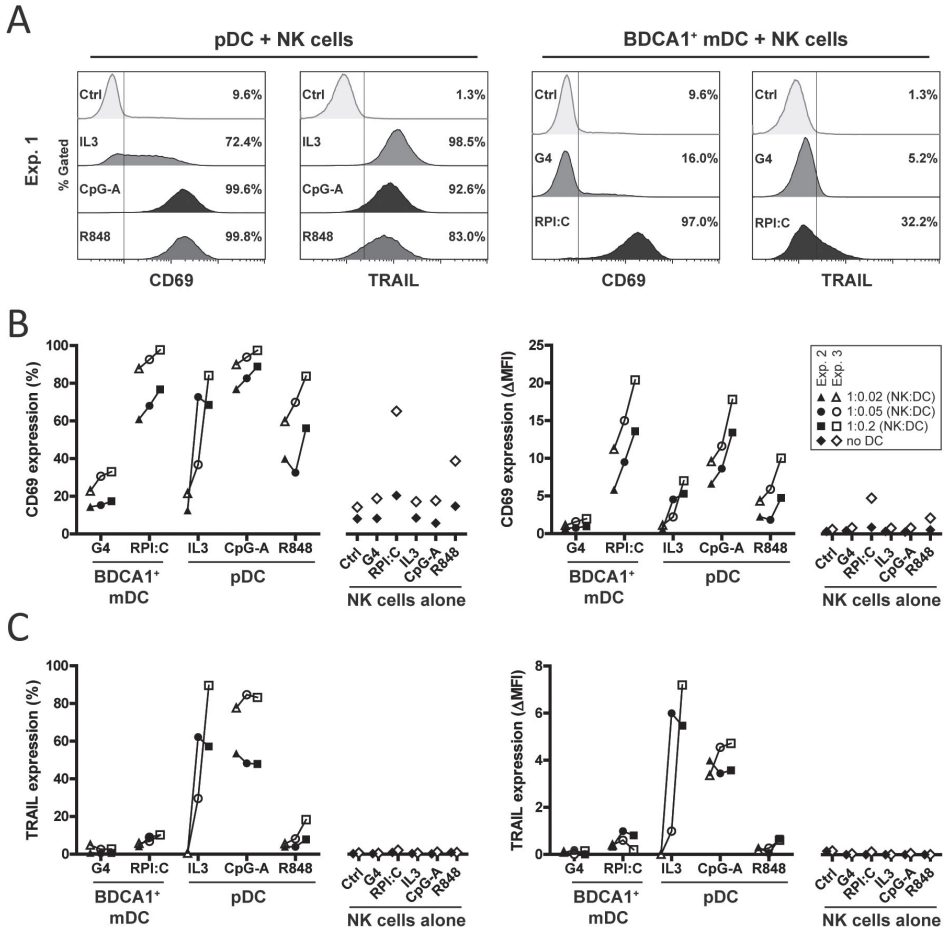 A
pDC + NK cells
BDCA1⁺ mDC + NK cells
Exp. 1
% Gated
Ctrl 9.6%
IL3 72.4%
CpG-A 99.6%
R848 99.8%
CD69
Ctrl 1.3%
IL3 98.5%
CpG-A 92.6%
R848 83.0%
TRAIL
Ctrl 9.6%
G4 16.0%
RPI:C 97.0%
CD69
Ctrl 1.3%
G4 5.2%
RPI:C 32.2%
TRAIL
B
CD69 expression (%)
100
80
60
40
20
0
G4 RPI:C IL3 CpG-A R848
BDCA1⁺
mDC
pDC
Ctrl G4 RPI:C IL3 CpG-A R848
NK cells alone
CD69 expression (ΔMFI)
25
20
15
10
5
0
G4 RPI:C IL3 CpG-A R848
BDCA1⁺
mDC
pDC
Ctrl G4 RPI:C IL3 CpG-A R848
NK cells alone
Exp. 2
Exp. 3
1:0.02 (NK:DC)
1:0.05 (NK:DC)
1:0.2 (NK:DC)
no DC
C
TRAIL expression (%)
100
80
60
40
20
0
G4 RPI:C IL3 CpG-A R848
BDCA1⁺
mDC
pDC
Ctrl G4 RPI:C IL3 CpG-A R848
NK cells alone
TRAIL expression (ΔMFI)
8
6
4
2
0
G4 RPI:C IL3 CpG-A R848
BDCA1⁺
mDC
pDC
Ctrl G4 RPI:C IL3 CpG-A R848
NK cells alone